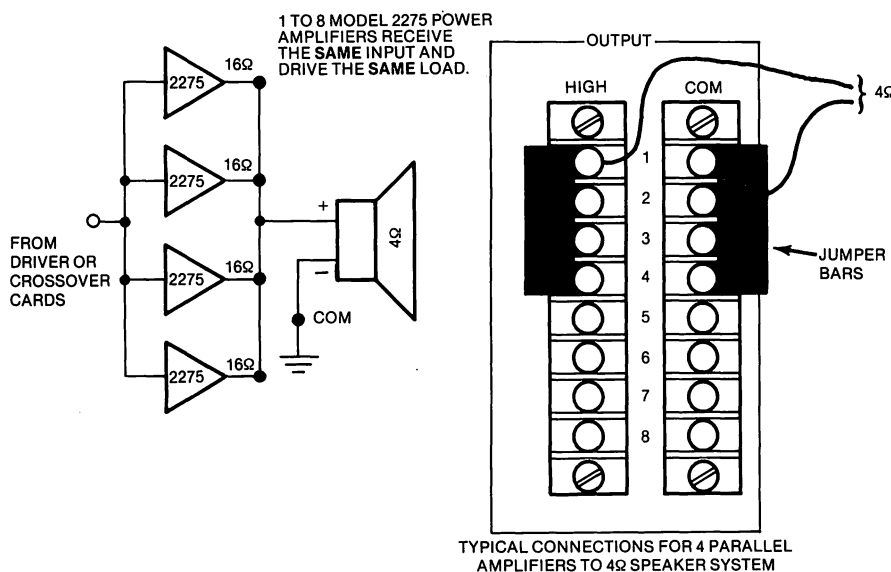 1 TO 8 MODEL 2275 POWER
AMPLIFIERS RECEIVE
THE SAME INPUT AND
DRIVE THE SAME LOAD.
2275
16Ω
2275
16Ω
2275
16Ω
2275
16Ω
FROM
DRIVER OR
CROSSOVER
CARDS
+
–
4Ω
COM
OUTPUT
HIGH
COM
1
2
3
4
5
6
7
8
4Ω
JUMPER
BARS
TYPICAL CONNECTIONS FOR 4 PARALLEL
AMPLIFIERS TO 4Ω SPEAKER SYSTEM